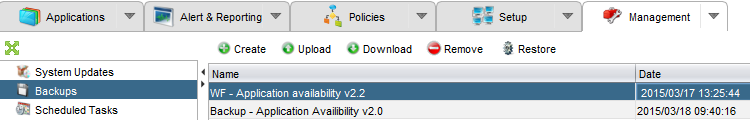 Applications Alert & Reporting Policies Setup Management
Create Upload Download Remove Restore
System Updates
Backups
Scheduled Tasks
Name Date
WF - Application availability v2.2 2015/03/17 13:25:44
Backup - Application Availibility v2.0 2015/03/18 09:40:16